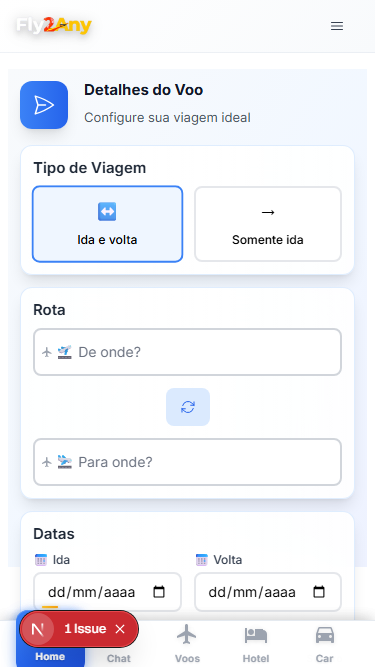 Fly2Any
Detalhes do Voo
Configure sua viagem ideal
Tipo de Viagem
Ida e volta
Somente ida
Rota
De onde?
Para onde?
Datas
Ida
Volta
dd/mm/aaaa
dd/mm/aaaa
N 1 Issue
Home
Chat
Voos
Hotel
Car